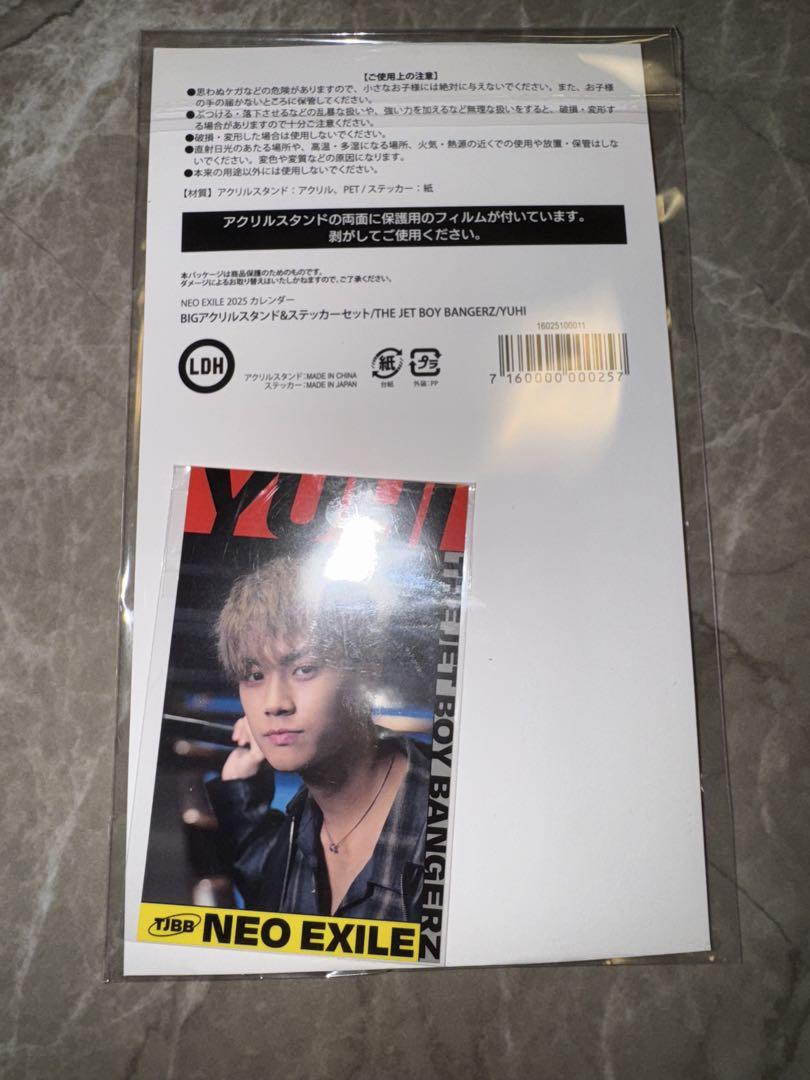 【ご使用上の注意】
●思わぬケガなどの危険がありますので、小さなお子様には絶対に与えないでください。また、お子様
の手の届かないところに保管してください。
●ぶつける・落下させるなどの乱暴な扱いや、強い力を加えるなど無理な扱いをすると、破損・変形す
る場合がありますので十分ご注意ください。
●破損・変形した場合は使用しないでください。
●直射日光のあたる場所や、高温・多湿になる場所、火気・熱源の近くでの使用や放置・保管はしな
いでください。変色や変質などの原因になります。
●本来の用途以外には使用しないでください。
【材質】アクリルスタンド：アクリル、PET / ステッカー：紙
アクリルスタンドの両面に保護用のフィルムが付いています。
剥がしてご使用ください。
本パッケージは商品保護のためのものです。
ダメージによるお取り替えはいたしかねますので、ご了承ください。
NEO EXILE 2025 カレンダー
BIGアクリルスタンド&ステッカーセット/THE JET BOY BANGERZ/YUHI
LDH
アクリルスタンド：MADE IN CHINA
ステッカー：MADE IN JAPAN
紙
台紙
プラ
外装：PP
16025100011
7 160000 000257
YUHI
THE JET BOY BANGERZ
TJBB
NEO EXILE